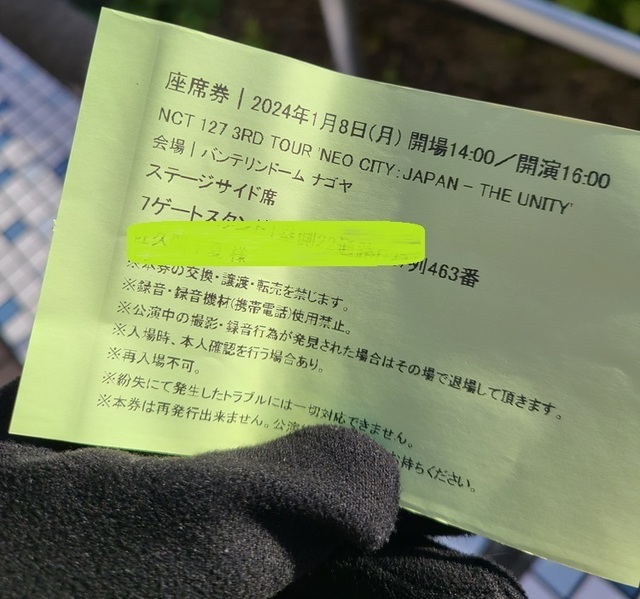 座席券 | 2024年1月8日(月) 開場14:00/開演16:00
NCT 127 3RD TOUR 'NEO CITY : JAPAN - THE UNITY'
会場 | バンテリンドーム ナゴヤ
ステージサイド席
7ゲートスタン
列463番
様
※本券の交換・譲渡・転売を禁じます。
※録音・録音機材(携帯電話)使用禁止。
※公演中の撮影・録音行為が発見された場合はその場で退場して頂きます。
※入場時、本人確認を行う場合あり。
※再入場不可。
※紛失にて発生したトラブルには一切対応できません。
※本券は再発行出来ません。公演 お持ちください。